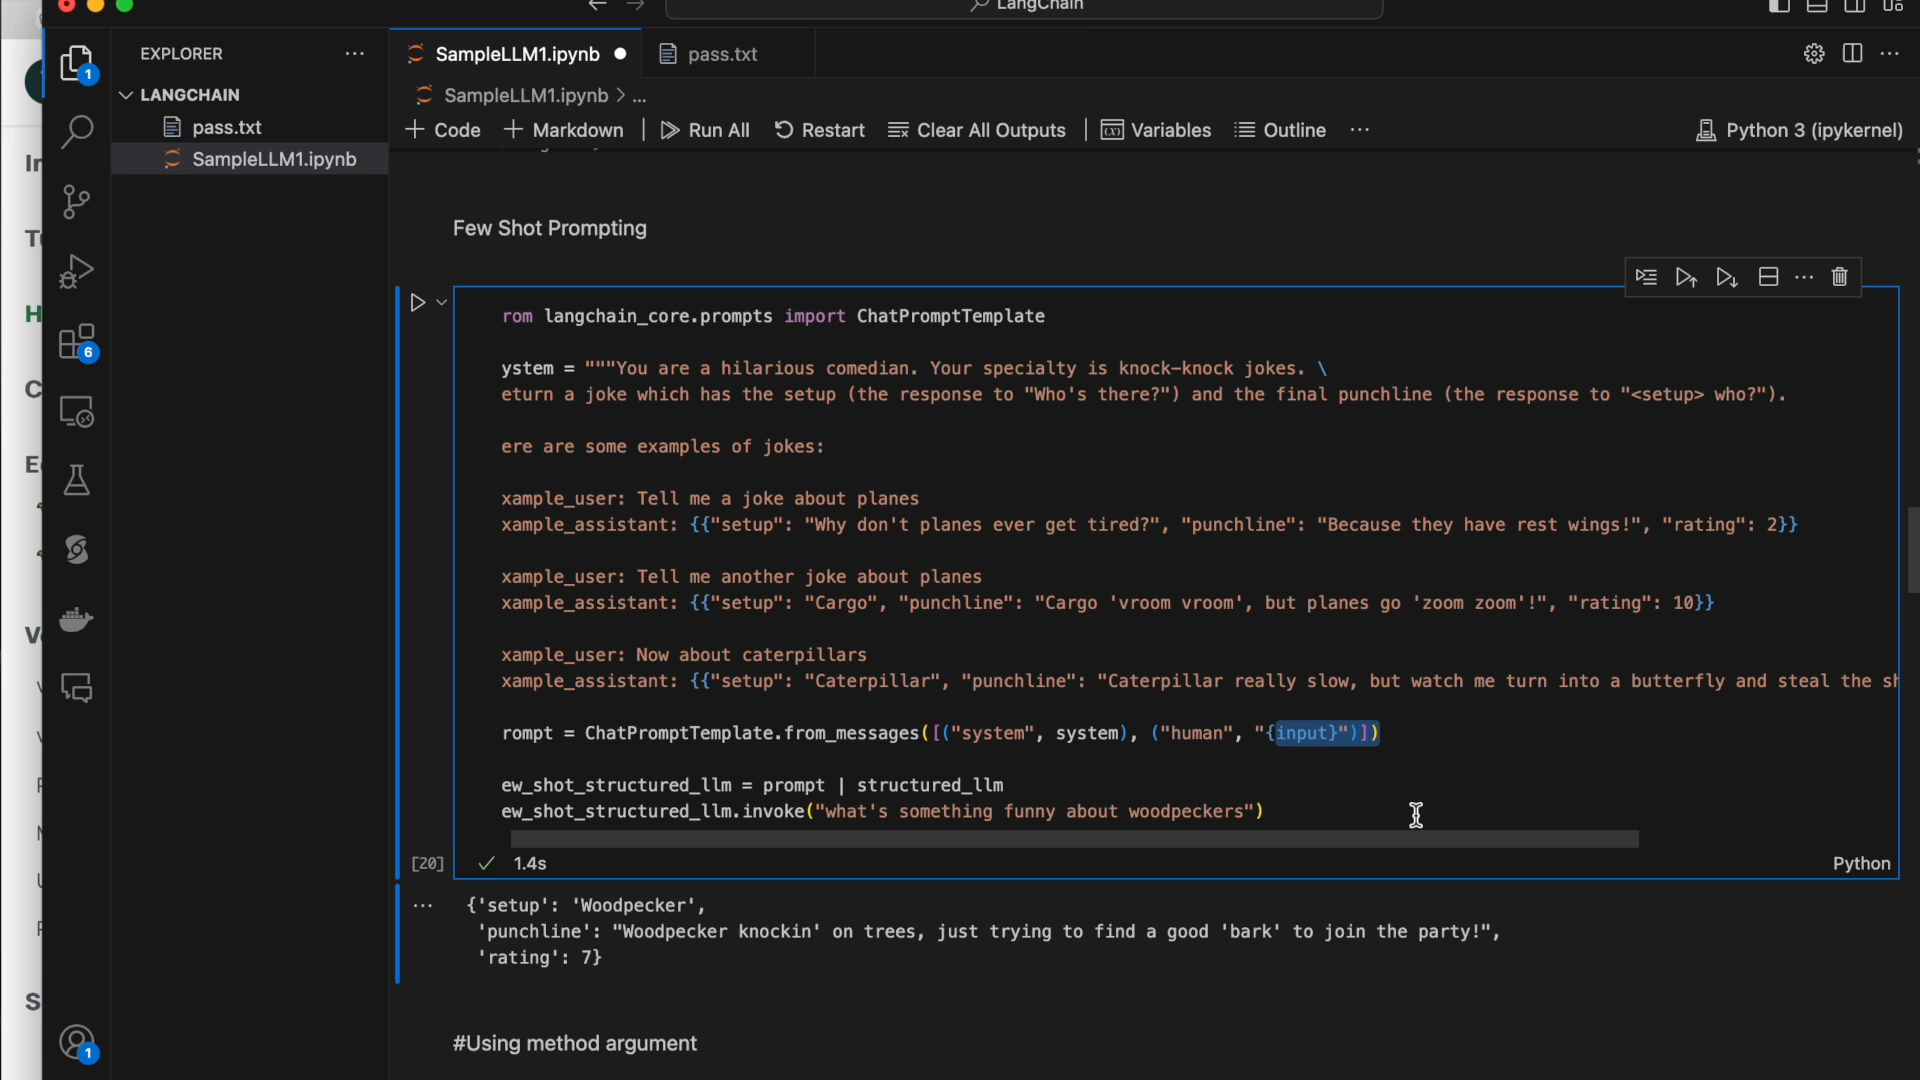 LangChain
EXPLORER
SampleLLM1.ipynb
pass.txt
LANGCHAIN
SampleLLM1.ipynb > ...
pass.txt
Code
Markdown
Run All
Restart
Clear All Outputs
Variables
Outline
Python 3 (ipykernel)
SampleLLM1.ipynb
Few Shot Prompting
rom langchain_core.prompts import ChatPromptTemplate
ystem = """You are a hilarious comedian. Your specialty is knock-knock jokes. \
eturn a joke which has the setup (the response to "Who's there?") and the final punchline (the response to "<setup> who?").
ere are some examples of jokes:
xample_user: Tell me a joke about planes
xample_assistant: {{"setup": "Why don't planes ever get tired?", "punchline": "Because they have rest wings!", "rating": 2}}
xample_user: Tell me another joke about planes
xample_assistant: {{"setup": "Cargo", "punchline": "Cargo 'vroom vroom', but planes go 'zoom zoom'!", "rating": 10}}
xample_user: Now about caterpillars
xample_assistant: {{"setup": "Caterpillar", "punchline": "Caterpillar really slow, but watch me turn into a butterfly and steal the sh
rompt = ChatPromptTemplate.from_messages([("system", system), ("human", "{input}")])
ew_shot_structured_llm = prompt | structured_llm
ew_shot_structured_llm.invoke("what's something funny about woodpeckers")
[20]
1.4s
Python
{'setup': 'Woodpecker',
'punchline': "Woodpecker knockin' on trees, just trying to find a good 'bark' to join the party!",
'rating': 7}
#Using method argument
1
6
1